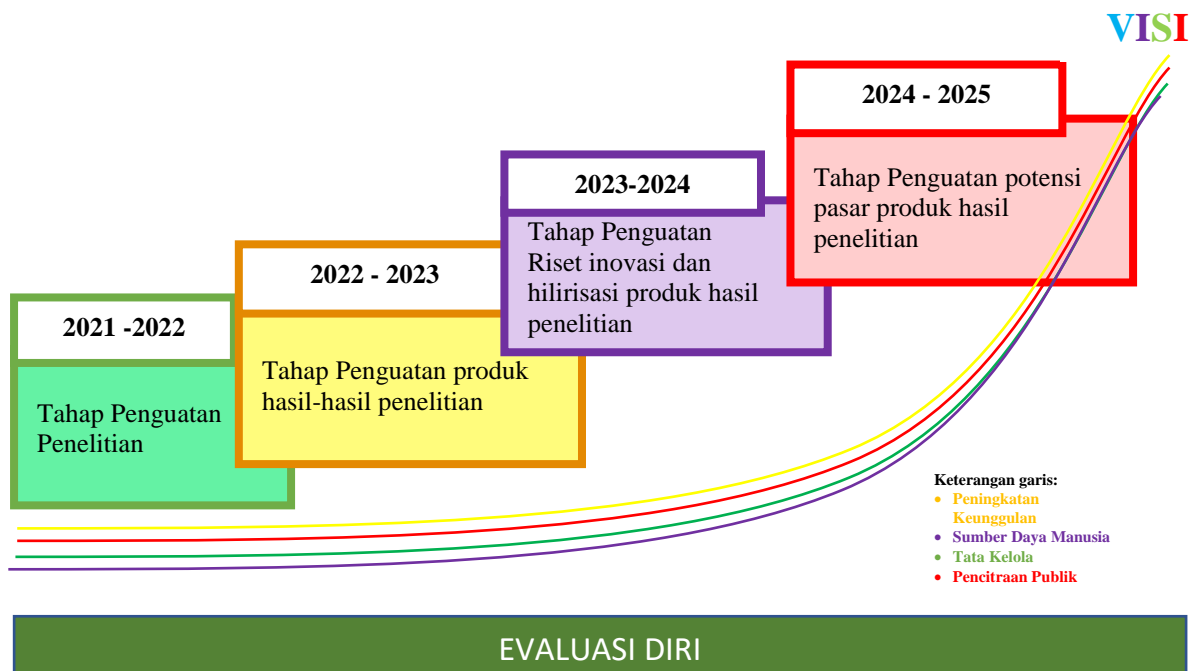 VISI
2024 - 2025
Tahap Penguatan potensi
pasar produk hasil
penelitian
2023-2024
Tahap Penguatan
Riset inovasi dan
hilirisasi produk hasil
penelitian
2022 - 2023
Tahap Penguatan produk
hasil-hasil penelitian
2021 -2022
Tahap Penguatan
Penelitian
Keterangan garis:
• Peningkatan
Keunggulan
• Sumber Daya Manusia
• Tata Kelola
• Pencitraan Publik
EVALUASI DIRI